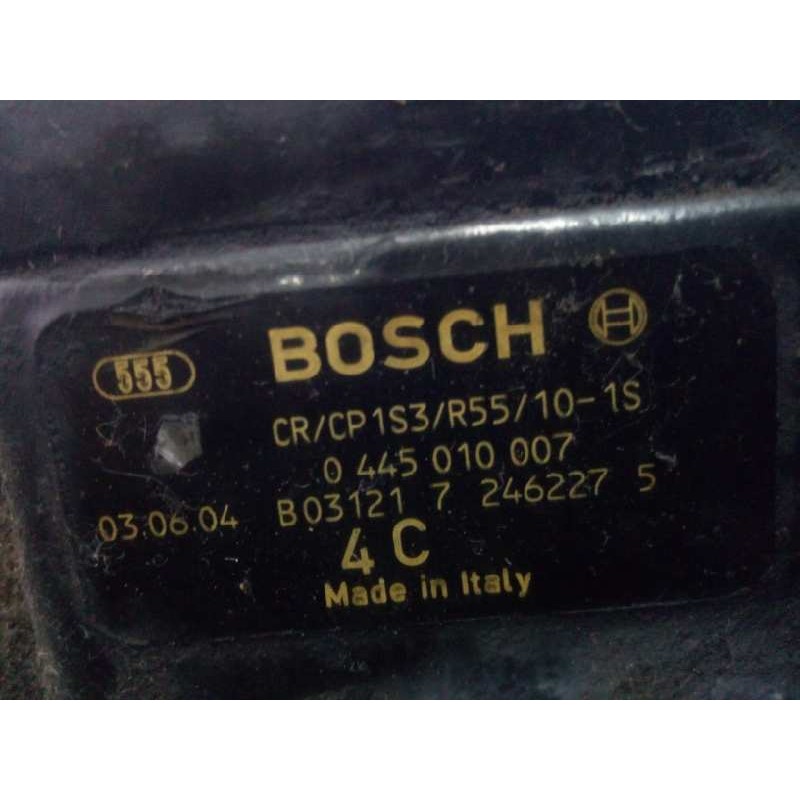 BOSCH
555
CR/CP1S3/R55/10-1S
0 445 010 007
03.06.04 B03121 7 246227 5
4C
Made in Italy